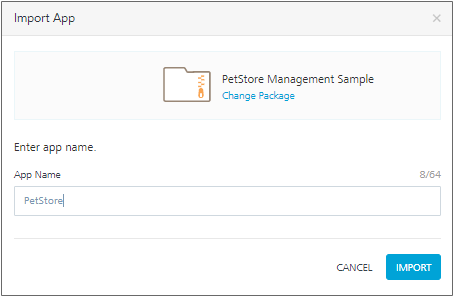 Import App
PetStore Management Sample
Change Package
Enter app name.
App Name 8/64
PetStore
CANCEL IMPORT